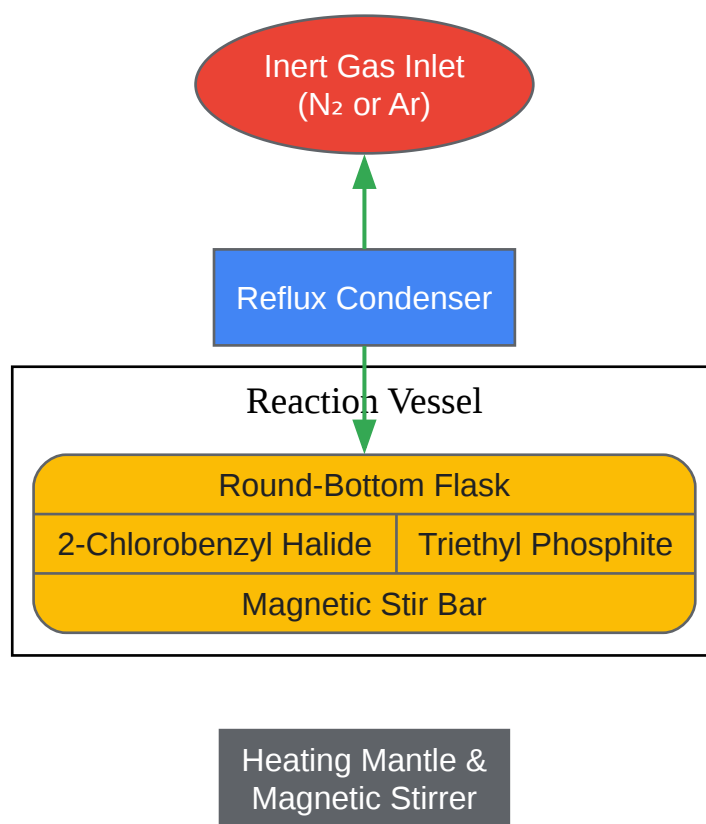 Inert Gas Inlet
(N₂ or Ar)
Reflux Condenser
Reaction Vessel
Round-Bottom Flask
2-Chlorobenzyl Halide
Triethyl Phosphite
Magnetic Stir Bar
Heating Mantle &
Magnetic Stirrer